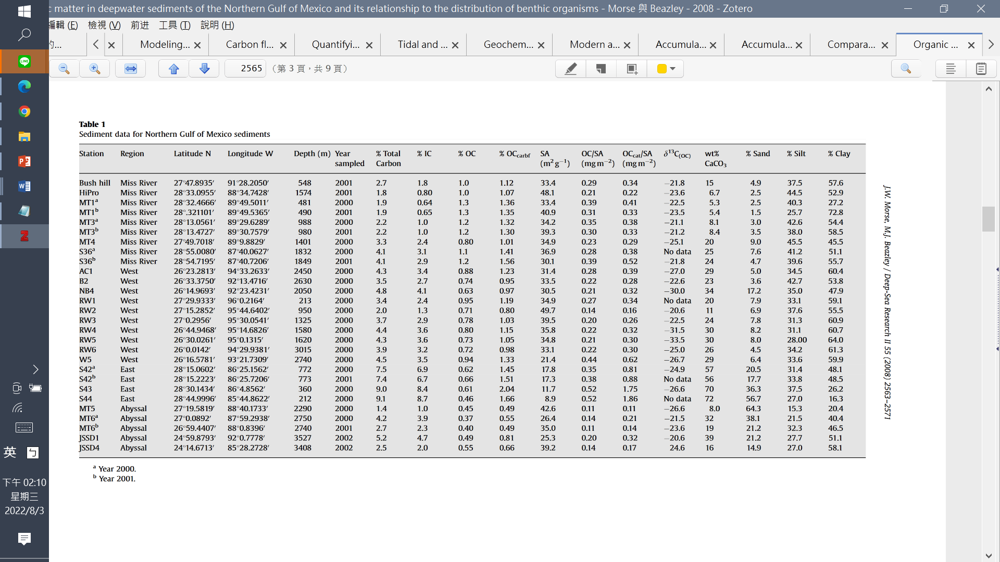 c matter in deepwater sediments of the Northern Gulf of Mexico and its relationship to the distribution of benthic organisms - Morse 與 Beazley - 2008 - Zotero
編輯 (E) 檢視 (V) 前进 工具 (T) 說明 (H)
的... Modeling... Carbon fl... Quantifyi... Tidal and ... Geochem... Modern a... Accumula... Accumula... Compara... Organic ...
2565 (第 3 頁，共 9 頁)
Table 1
Sediment data for Northern Gulf of Mexico sediments
Station Region Latitude N Longitude W Depth (m) Year sampled % Total Carbon % IC % OC % OCcarbf SA (m² g⁻¹) OC/SA (mg m⁻²) OCcat/SA (mg m⁻²) δ¹³C(OC) wt% CaCO₃ % Sand % Silt % Clay
Bush hill Miss River 27°47.8935′ 91°28.2050′ 548 2001 2.7 1.8 1.0 1.12 33.4 0.29 0.34 −21.8 15 4.9 37.5 57.6
HiPro Miss River 28°33.0955′ 88°34.7428′ 1574 2001 1.8 0.80 1.0 1.07 48.1 0.21 0.22 −23.6 6.7 2.5 44.5 52.9
MT1ᵃ Miss River 28°32.4666′ 89°49.5011′ 481 2000 1.9 0.64 1.3 1.36 33.4 0.39 0.41 −22.5 5.3 2.5 40.3 27.2
MT1ᵇ Miss River 28°.321101′ 89°49.5365′ 490 2001 1.9 0.65 1.3 1.35 40.9 0.31 0.33 −23.5 5.4 1.5 25.7 72.8
MT3ᵃ Miss River 28°13.0561′ 89°29.6289′ 988 2000 2.2 1.0 1.2 1.32 34.2 0.35 0.38 −21.1 8.1 3.0 42.6 54.4
MT3ᵇ Miss River 28°13.4727′ 89°30.7579′ 980 2001 2.2 1.0 1.2 1.30 39.3 0.30 0.33 −21.2 8.4 3.5 38.0 58.5
MT4 Miss River 27°49.7018′ 89°9.8829′ 1401 2000 3.3 2.4 0.80 1.01 34.9 0.23 0.29 −25.1 20 9.0 45.5 45.5
S36ᵃ Miss River 28°55.0080′ 87°40.0627′ 1832 2000 4.1 3.1 1.1 1.41 36.9 0.28 0.38 No data 25 7.6 41.2 51.1
S36ᵇ Miss River 28°54.7195′ 87°40.7206′ 1849 2001 4.1 2.9 1.2 1.56 30.1 0.39 0.52 −21.8 24 4.7 39.6 55.7
AC1 West 26°23.2813′ 94°33.2633′ 2450 2000 4.3 3.4 0.88 1.23 31.4 0.28 0.39 −27.0 29 5.0 34.5 60.4
B2 West 26°33.3750′ 92°13.4716′ 2630 2000 3.5 2.7 0.74 0.95 33.5 0.22 0.28 −22.6 23 3.6 42.7 53.8
NB4 West 26°14.9693′ 92°23.4231′ 2050 2000 4.8 4.1 0.63 0.97 30.5 0.21 0.32 −30.0 34 17.2 35.0 47.9
RW1 West 27°29.9333′ 96°0.2164′ 213 2000 3.4 2.4 0.95 1.19 34.9 0.27 0.34 No data 20 7.9 33.1 59.1
RW2 West 27°15.2852′ 95°44.6402′ 950 2000 2.0 1.3 0.71 0.80 49.7 0.14 0.16 −20.6 11 6.9 37.6 55.5
RW3 West 27°0.2956′ 95°30.0541′ 1325 2000 3.7 2.9 0.78 1.03 39.5 0.20 0.26 −22.5 24 7.8 31.3 60.9
RW4 West 26°44.9468′ 95°14.6826′ 1580 2000 4.4 3.6 0.80 1.15 35.8 0.22 0.32 −31.5 30 8.2 31.1 60.7
RW5 West 26°30.0261′ 95°0.1315′ 1620 2000 4.3 3.6 0.73 1.05 34.8 0.21 0.30 −33.5 30 8.0 28.00 64.0
RW6 West 26°0.0142′ 94°29.9381′ 3015 2000 3.9 3.2 0.72 0.98 33.1 0.22 0.30 −25.0 26 4.5 34.2 61.3
W5 West 26°16.5781′ 93°21.7309′ 2740 2000 4.5 3.5 0.94 1.33 21.4 0.44 0.62 −26.7 29 6.4 33.6 59.9
S42ᵃ East 28°15.0602′ 86°25.1562′ 772 2000 7.5 6.9 0.62 1.45 17.8 0.35 0.81 −24.9 57 20.5 31.4 48.1
S42ᵇ East 28°15.2223′ 86°25.7206′ 773 2001 7.4 6.7 0.66 1.51 17.3 0.38 0.88 No data 56 17.7 33.8 48.5
S43 East 28°30.1434′ 86°4.8562′ 360 2000 9.0 8.4 0.61 2.04 11.7 0.52 1.75 −26.6 70 36.3 37.5 26.2
S44 East 28°44.9996′ 85°44.8622′ 212 2000 9.1 8.7 0.46 1.66 8.9 0.52 1.86 No data 72 56.7 27.0 16.3
MT5 Abyssal 27°19.5819′ 88°40.1733′ 2290 2000 1.4 1.0 0.45 0.49 42.6 0.11 0.11 −26.6 8.0 64.3 15.3 20.4
MT6ᵃ Abyssal 27°0.0892′ 87°59.2938′ 2750 2000 4.2 3.9 0.37 0.55 26.4 0.14 0.21 −21.5 32 38.1 21.5 40.4
MT6ᵇ Abyssal 26°59.4407′ 88°0.8396′ 2740 2001 2.7 2.3 0.40 0.49 35.0 0.11 0.14 −23.6 19 21.2 32.3 46.5
JSSD1 Abyssal 24°59.8793′ 92°0.7778′ 3527 2002 5.2 4.7 0.49 0.81 25.3 0.20 0.32 −20.6 39 21.2 27.7 51.1
JSSD4 Abyssal 24°14.6713′ 85°28.2728′ 3408 2002 2.5 2.0 0.55 0.66 39.2 0.14 0.17 24.6 16 14.9 27.0 58.1
ᵃ Year 2000.
ᵇ Year 2001.
J.W. Morse, M.J. Beazley / Deep-Sea Research II 55 (2008) 2563–2571
LINE
英 ㄅ
下午 02:10
星期三
2022/8/3